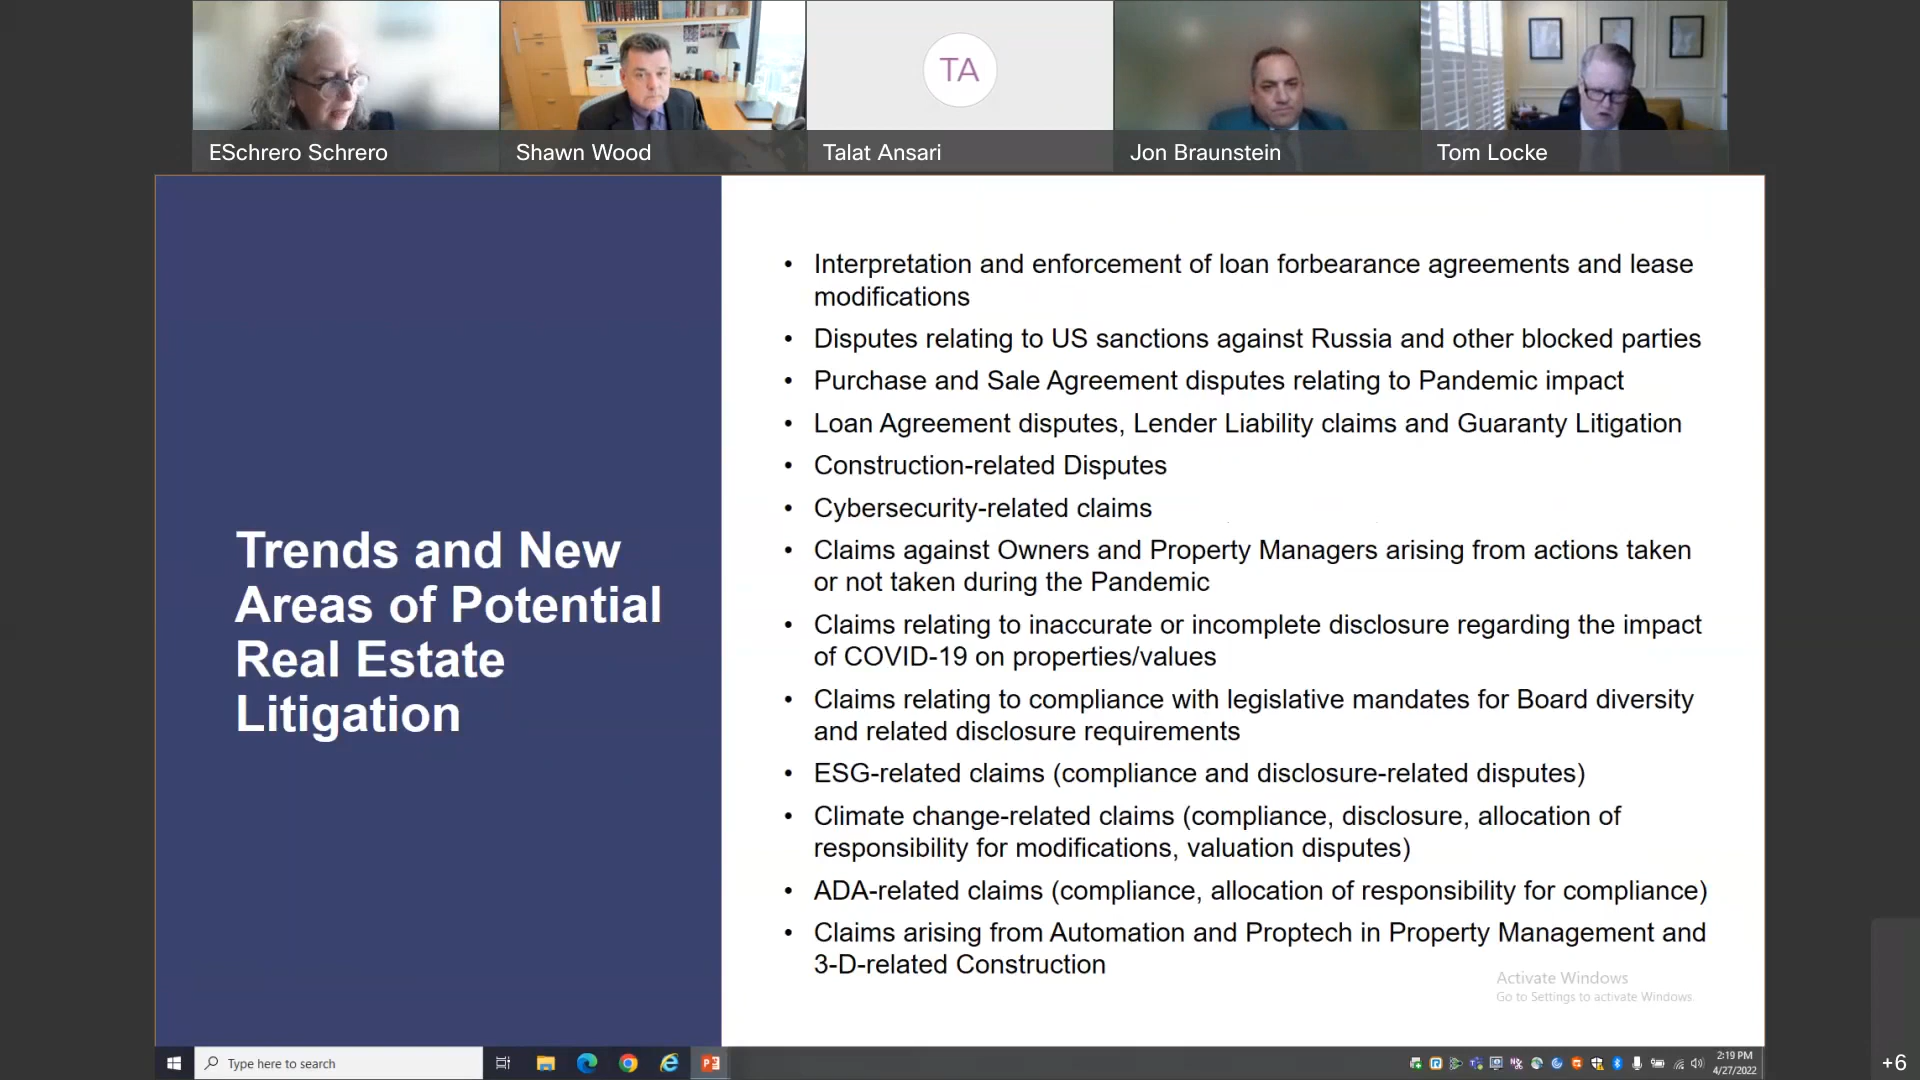 TA
ESchrero Schrero
Shawn Wood
Talat Ansari
Jon Braunstein
Tom Locke
Trends and New
Areas of Potential
Real Estate
Litigation
• Interpretation and enforcement of loan forbearance agreements and lease
modifications
• Disputes relating to US sanctions against Russia and other blocked parties
• Purchase and Sale Agreement disputes relating to Pandemic impact
• Loan Agreement disputes, Lender Liability claims and Guaranty Litigation
• Construction-related Disputes
• Cybersecurity-related claims
• Claims against Owners and Property Managers arising from actions taken
or not taken during the Pandemic
• Claims relating to inaccurate or incomplete disclosure regarding the impact
of COVID-19 on properties/values
• Claims relating to compliance with legislative mandates for Board diversity
and related disclosure requirements
• ESG-related claims (compliance and disclosure-related disputes)
• Climate change-related claims (compliance, disclosure, allocation of
responsibility for modifications, valuation disputes)
• ADA-related claims (compliance, allocation of responsibility for compliance)
• Claims arising from Automation and Proptech in Property Management and
3-D-related Construction
Activate Windows
Go to Settings to activate Windows
Type here to search
2:19 PM
4/27/2022
+6